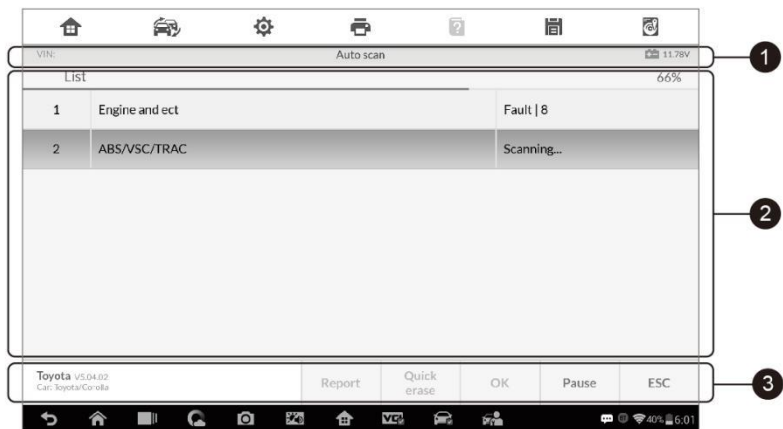 VIN: Auto scan 11.78V
1
List 66%
1 Engine and ect Fault | 8
2 ABS/VSC/TRAC Scanning...
2
Toyota V5.04.02
Car: Toyota/Corolla
Report Quick erase OK Pause ESC
3
VCI 40% 6:01